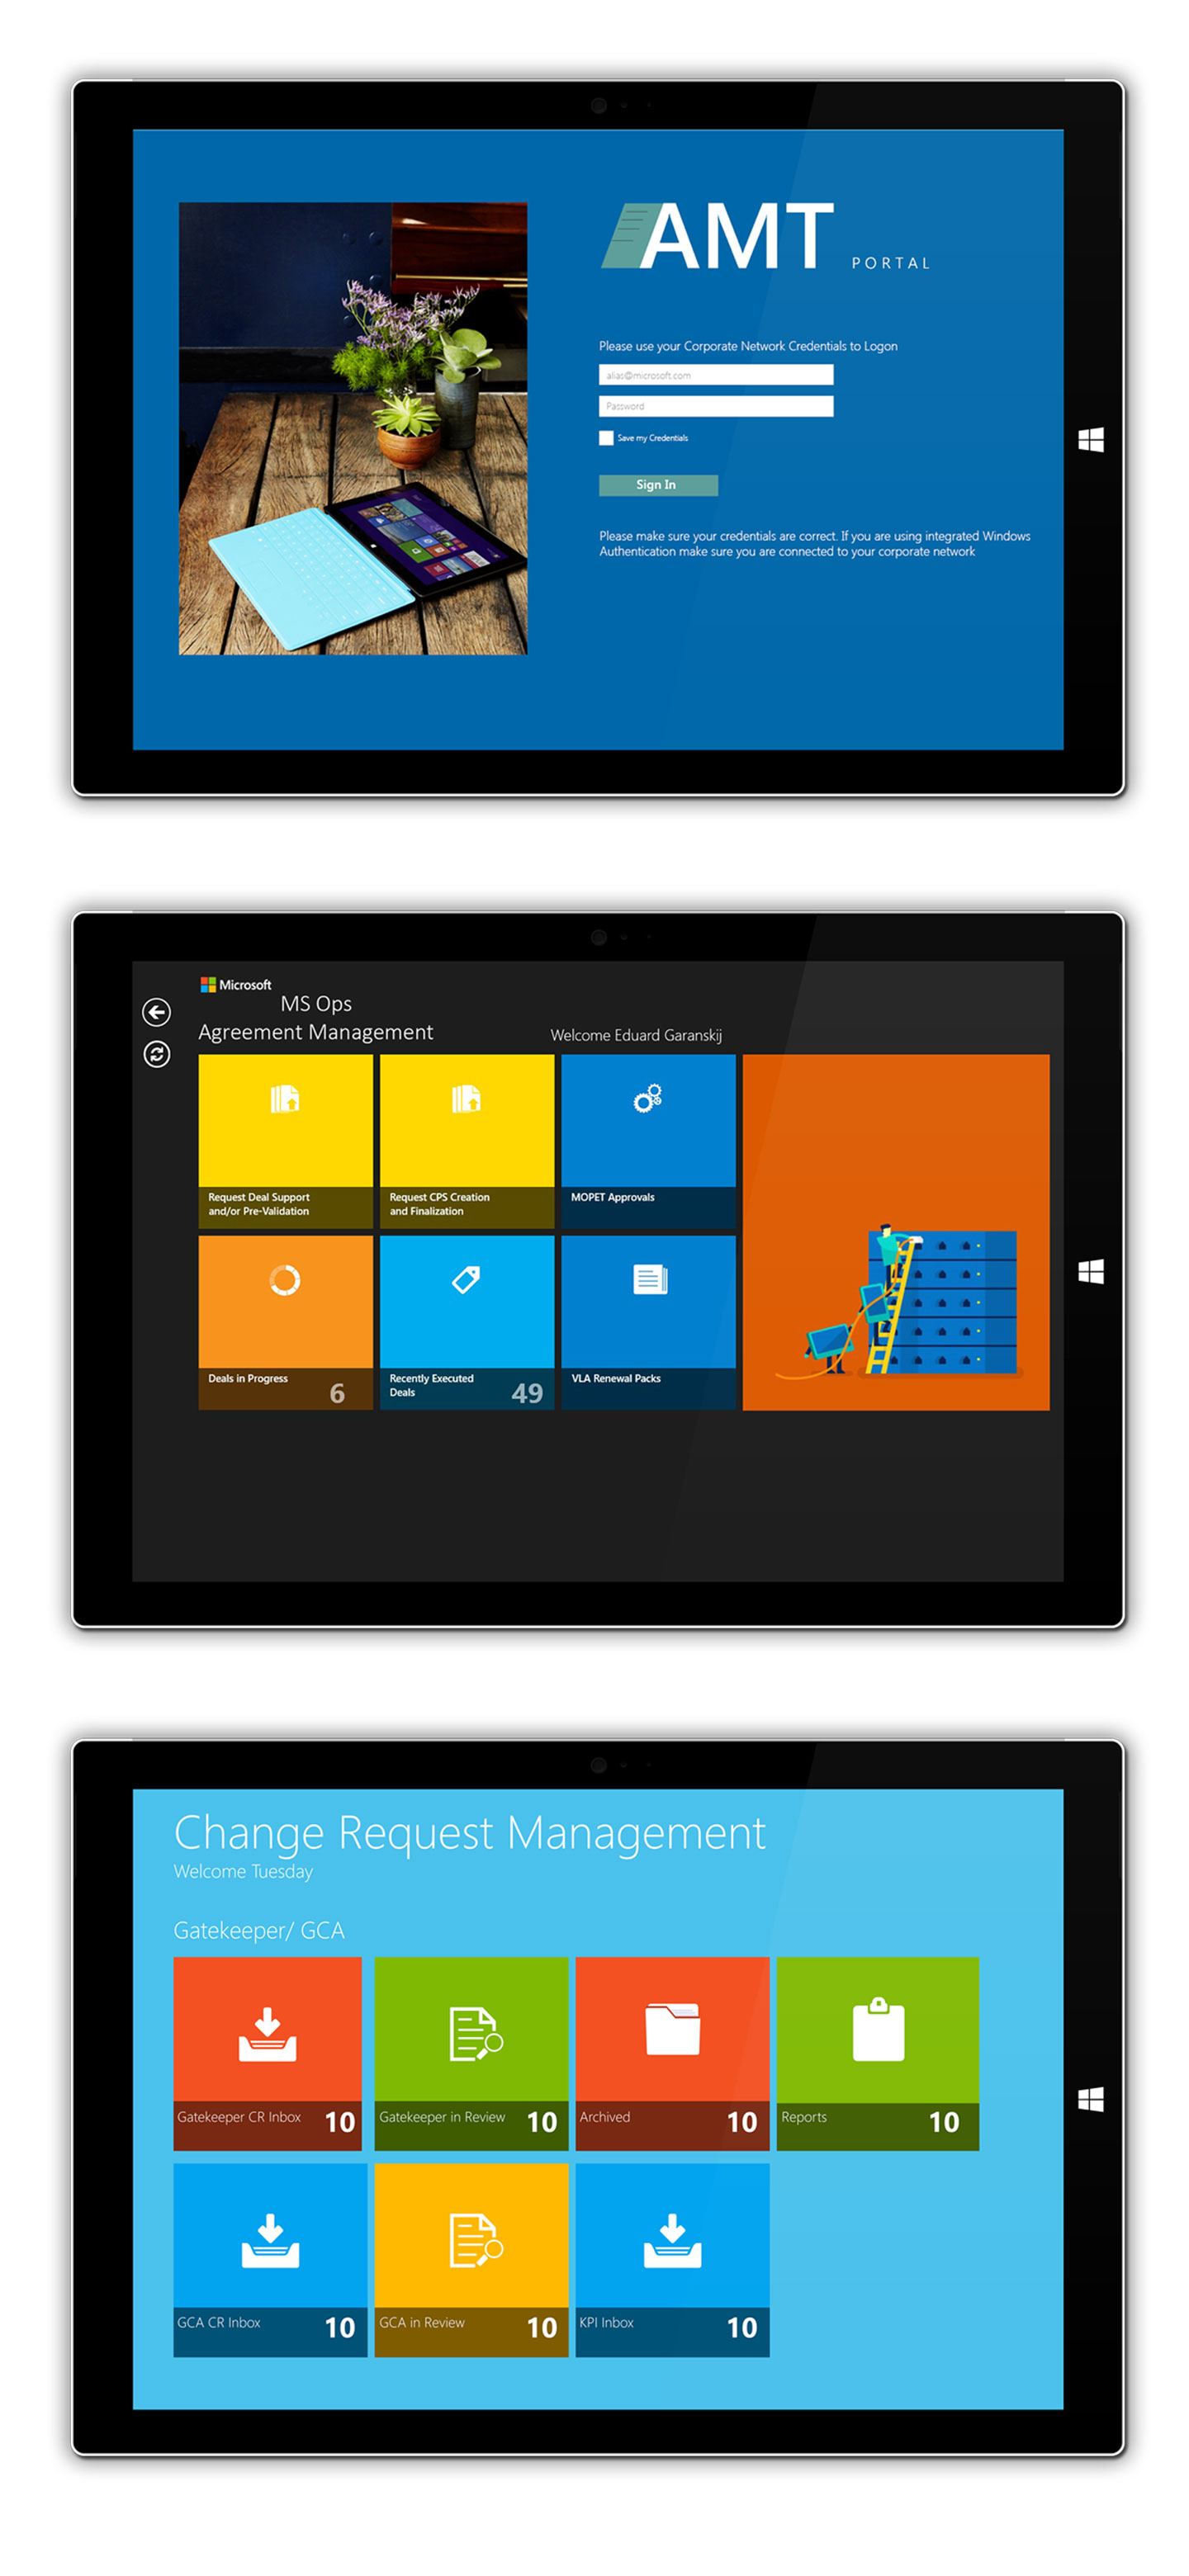 AMT
PORTAL
Please use your Corporate Network Credentials to Logon
alias@microsoft.com
Password
Save my Credentials
Sign In
Please make sure your credentials are correct. If you are using integrated Windows
Authentication make sure you are connected to your corporate network
Microsoft
MS Ops
Agreement Management
Welcome Eduard Garanskij
Request Deal Support
and/or Pre-Validation
Request CPS Creation
and Finalization
MOPET Approvals
Deals in Progress
6
Recently Executed
Deals
49
VLA Renewal Packs
Change Request Management
Welcome Tuesday
Gatekeeper/ GCA
Gatekeeper CR Inbox 10
Gatekeeper in Review 10
Archived 10
Reports 10
GCA CR Inbox 10
GCA in Review 10
KPI Inbox 10